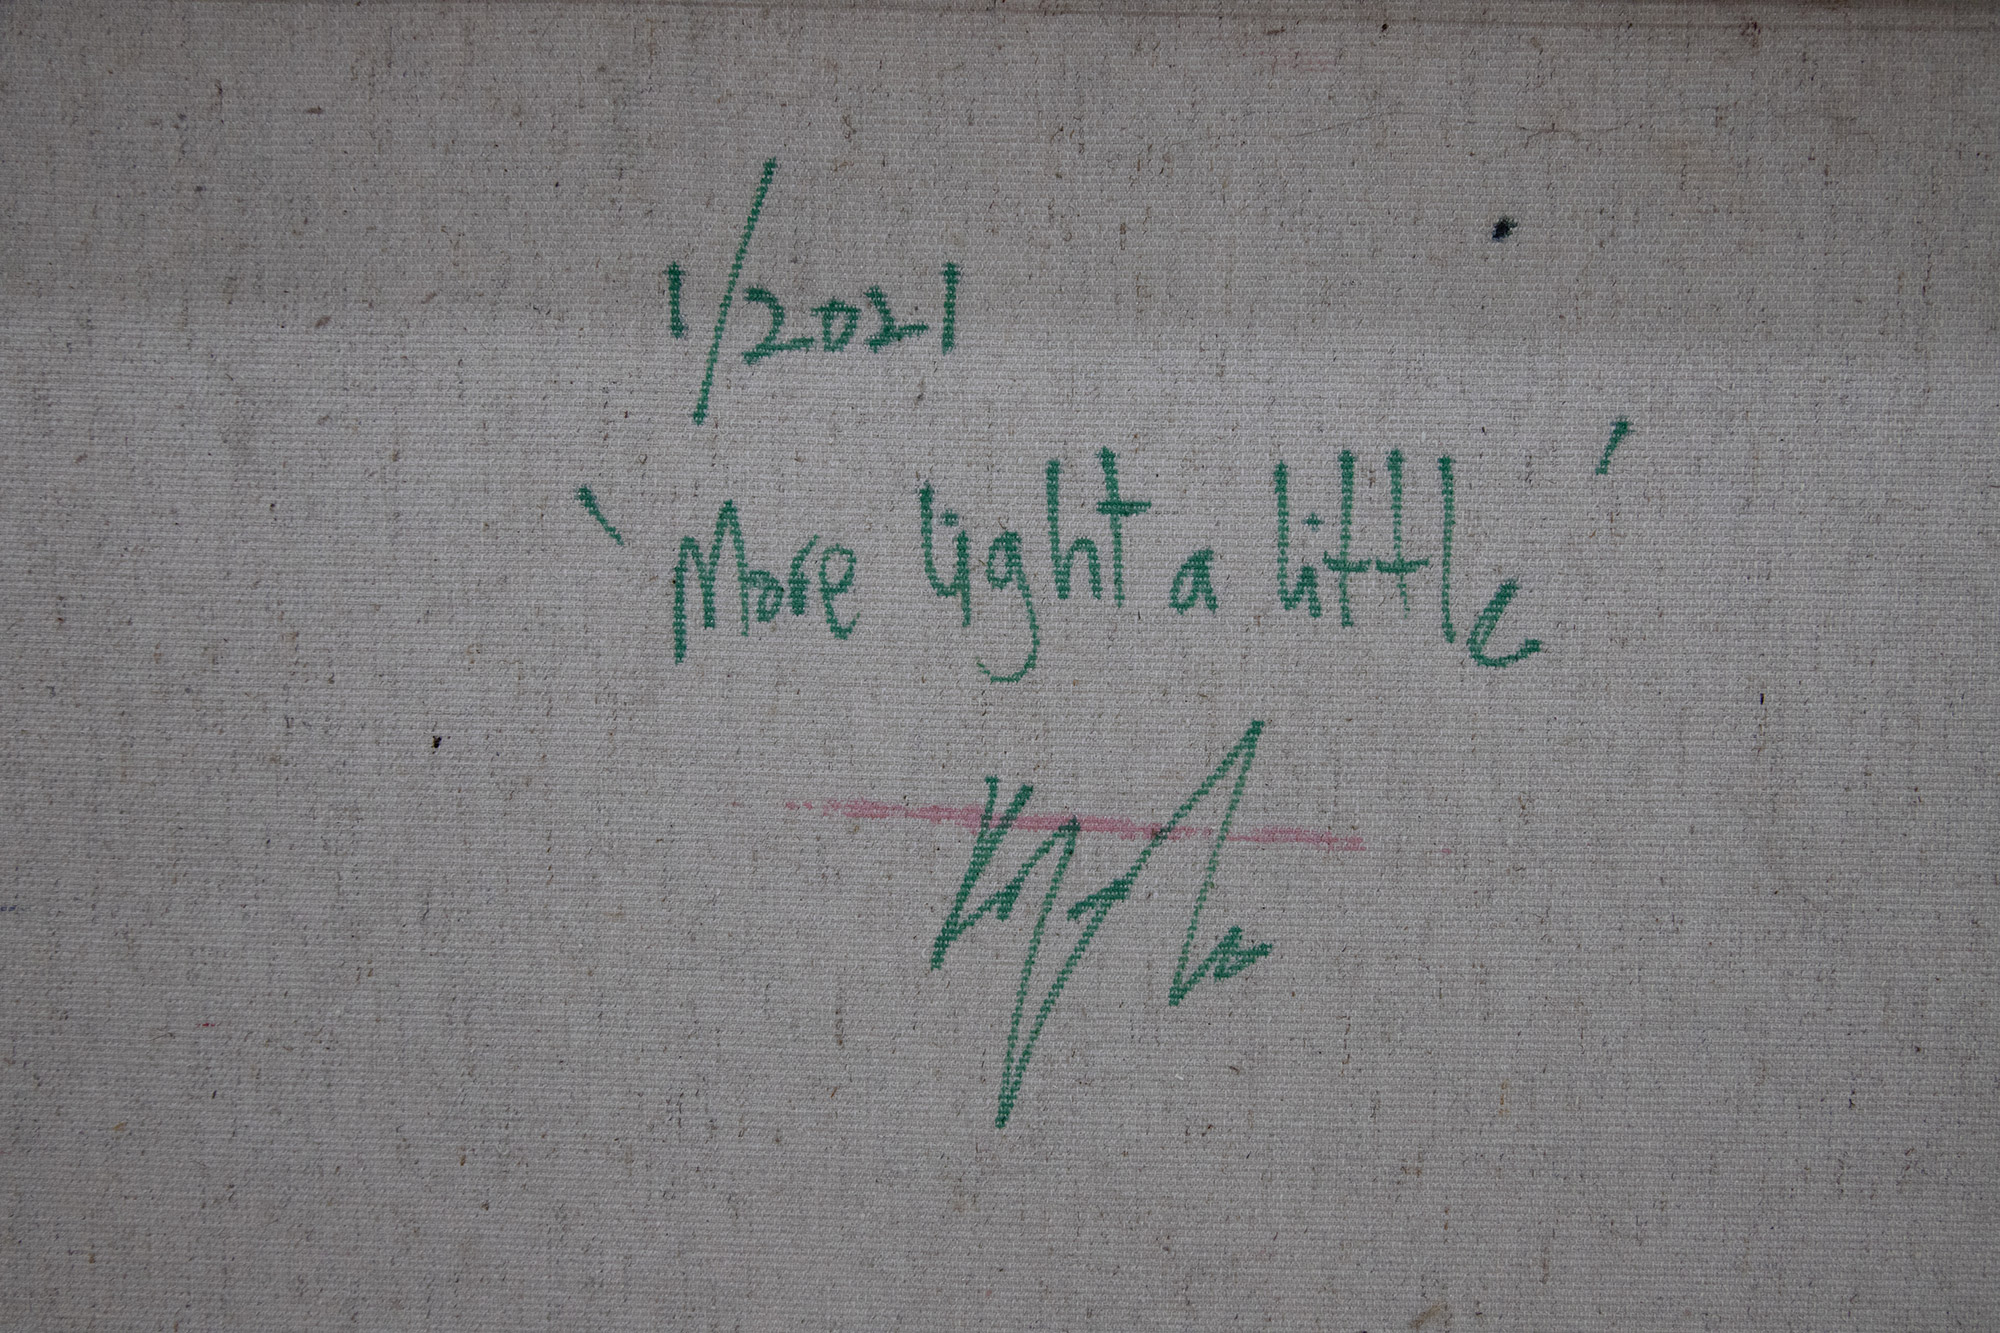 1/2021
'More light a little'